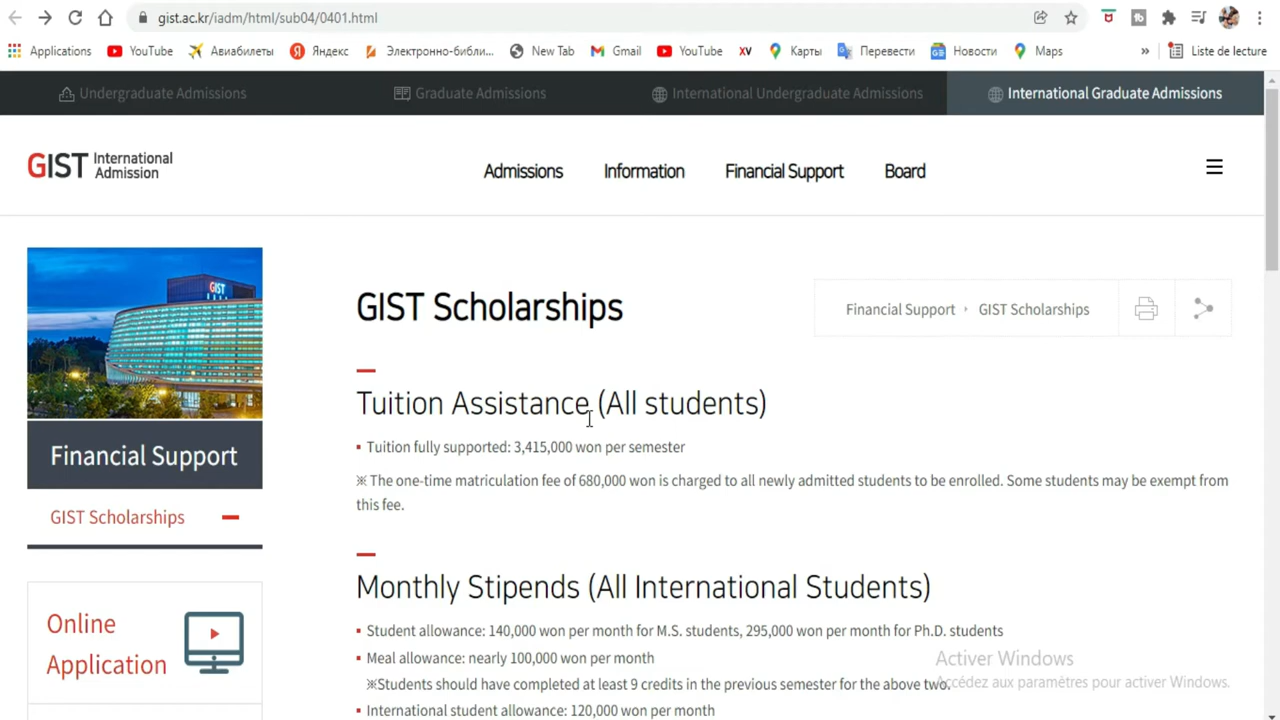 gist.ac.kr/iadm/html/sub04/0401.html
Applications
YouTube
Авиабилеты
Яндекс
Электронно-библи...
New Tab
Gmail
YouTube
XV
Карты
Перевести
Новости
Maps
»
Liste de lecture
Undergraduate Admissions
Graduate Admissions
International Undergraduate Admissions
International Graduate Admissions
GIST International
Admission
Admissions
Information
Financial Support
Board
GIST
Financial Support
GIST Scholarships
Online
Application
GIST Scholarships
Financial Support › GIST Scholarships
Tuition Assistance (All students)
▪ Tuition fully supported: 3,415,000 won per semester
※ The one-time matriculation fee of 680,000 won is charged to all newly admitted students to be enrolled. Some students may be exempt from
this fee.
Monthly Stipends (All International Students)
▪ Student allowance: 140,000 won per month for M.S. students, 295,000 won per month for Ph.D. students
▪ Meal allowance: nearly 100,000 won per month
※Students should have completed at least 9 credits in the previous semester for the above two.
▪ International student allowance: 120,000 won per month
Activer Windows
Accédez aux paramètres pour activer Windows.